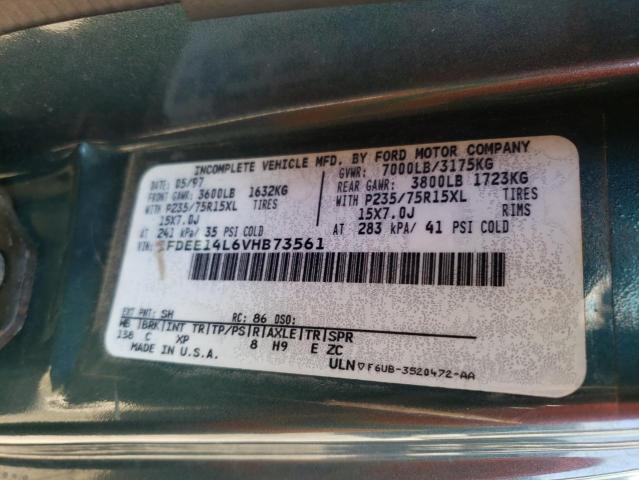 INCOMPLETE VEHICLE MFD. BY FORD MOTOR COMPANY
DATE: 05/97 GVWR: 7000LB/3175KG
FRONT GAWR: 3600LB 1632KG REAR GAWR: 3800LB 1723KG
WITH P235/75R15XL TIRES WITH P235/75R15XL TIRES
15X7.0J 15X7.0J RIMS
AT 241 kPa/ 35 PSI COLD AT 283 kPa/ 41 PSI COLD
VIN: 1FDEE14L6VHB73561
EXT PNT: SH RC: 86 DSO:
WB |BRK|INT TR|TP/PS|R|AXLE|TR|SPR
138 C XP 8 H9 E ZC
MADE IN U.S.A.
ULN F6UB-3520472-AA